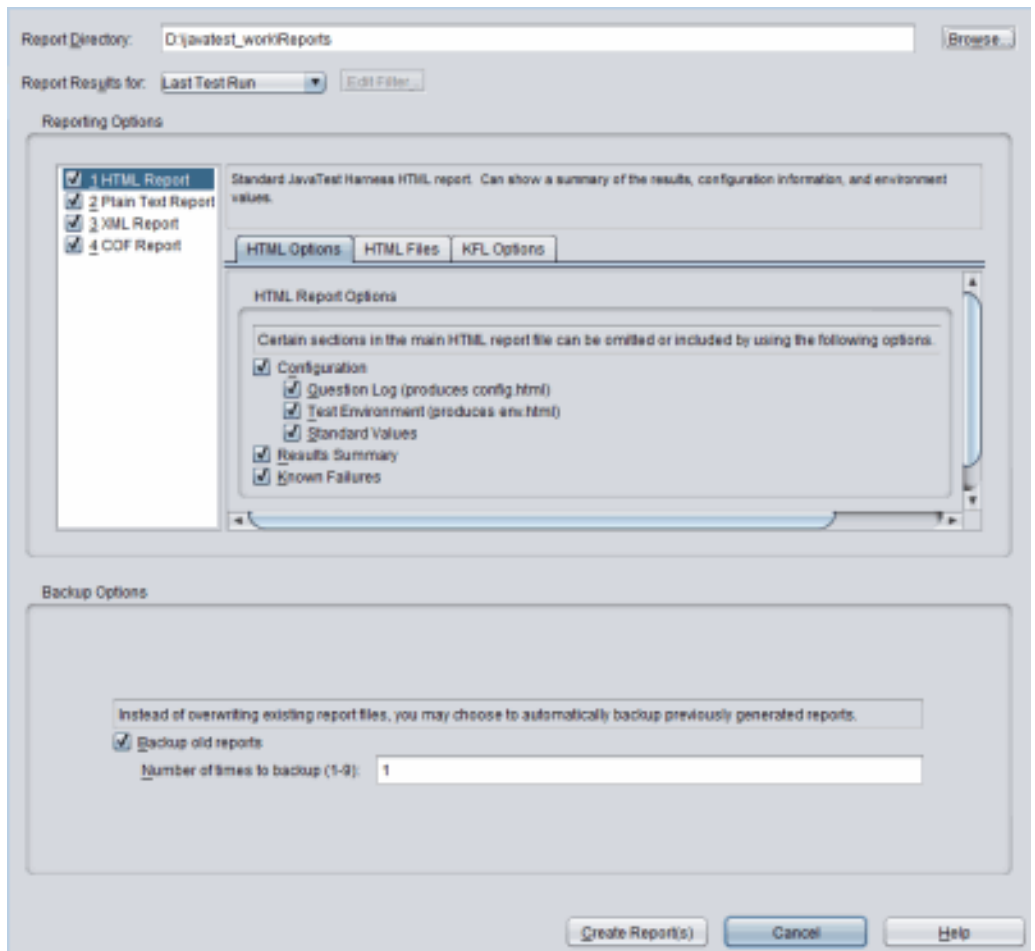 Report Directory: D:\javatest_work\Reports Browse...
Report Results for: Last Test Run Edit Filter...
Reporting Options
1 HTML Report
2 Plain Text Report
3 XML Report
4 COF Report
Standard JavaTest Harness HTML report. Can show a summary of the results, configuration information, and environment
values.
HTML Options HTML Files KFL Options
HTML Report Options
Certain sections in the main HTML report file can be omitted or included by using the following options.
Configuration
Question Log (produces config.html)
Test Environment (produces env.html)
Standard Values
Results Summary
Known Failures
Backup Options
Instead of overwriting existing report files, you may choose to automatically backup previously generated reports.
Backup old reports
Number of times to backup (1-9): 1
Create Report(s) Cancel Help